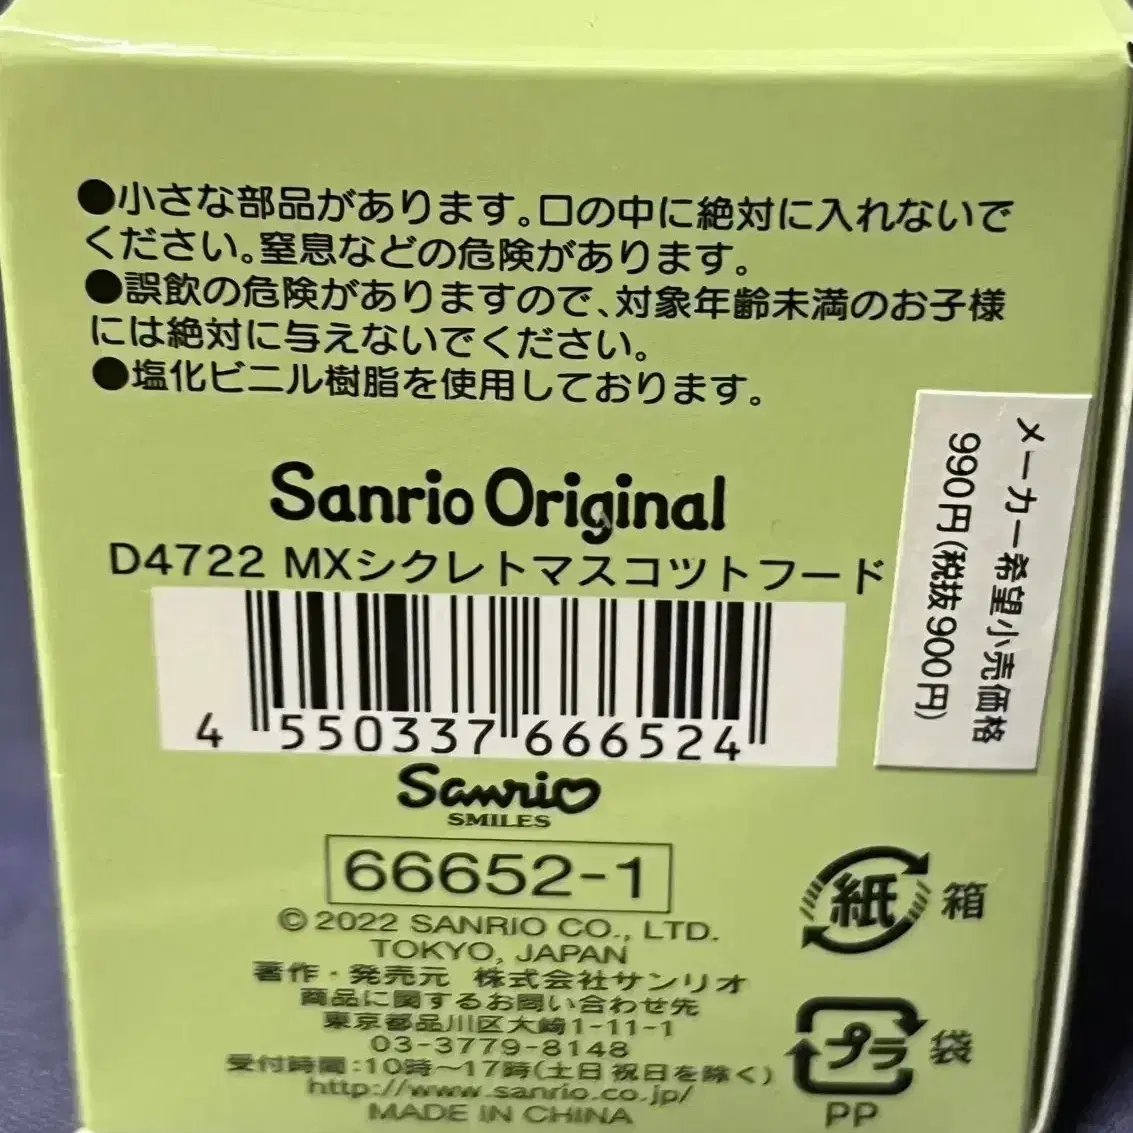 ●小さな部品があります。口の中に絶対に入れないで
ください。窒息などの危険があります。
●誤飲の危険がありますので、対象年齢未満のお子様
には絶対に与えないでください。
●塩化ビニル樹脂を使用しております。
メーカー希望小売価格
990円(税抜900円)
Sanrio Original
D4722 MXシクレトマスコツトフード
4 550337 666524
Sanrio
SMILES
66652-1
© 2022 SANRIO CO., LTD.
TOKYO, JAPAN
著作・発売元 株式会社サンリオ
商品に関するお問い合わせ先
東京都品川区大崎1-11-1
03-3779-8148
受付時間:10時〜17時(土日祝日を除く)
http://www.sanrio.co.jp/
MADE IN CHINA
紙 箱
プラ 袋
PP